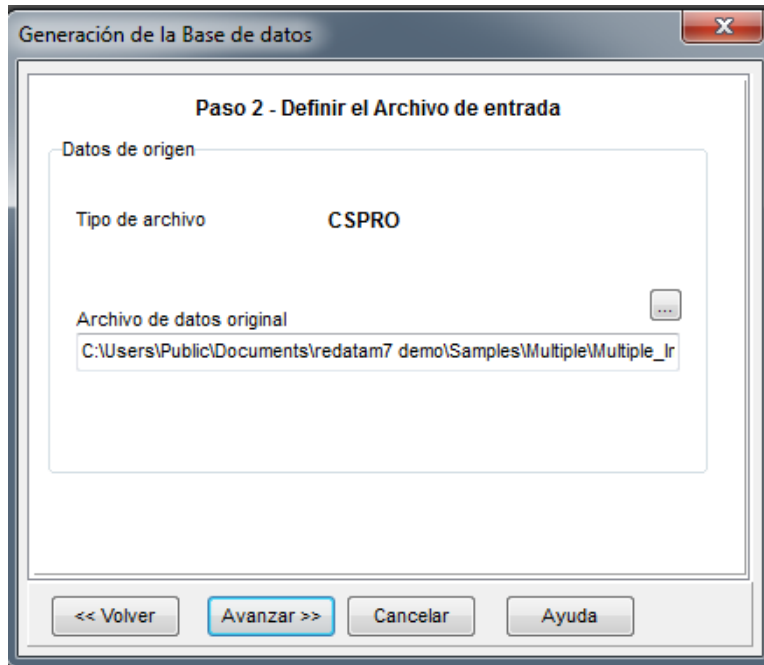 Generación de la Base de datos
Paso 2 - Definir el Archivo de entrada
Datos de origen
Tipo de archivo CSPRO
...
Archivo de datos original
C:\Users\Public\Documents\redatam7 demo\Samples\Multiple\Multiple_Ir
<< Volver Avanzar >> Cancelar Ayuda